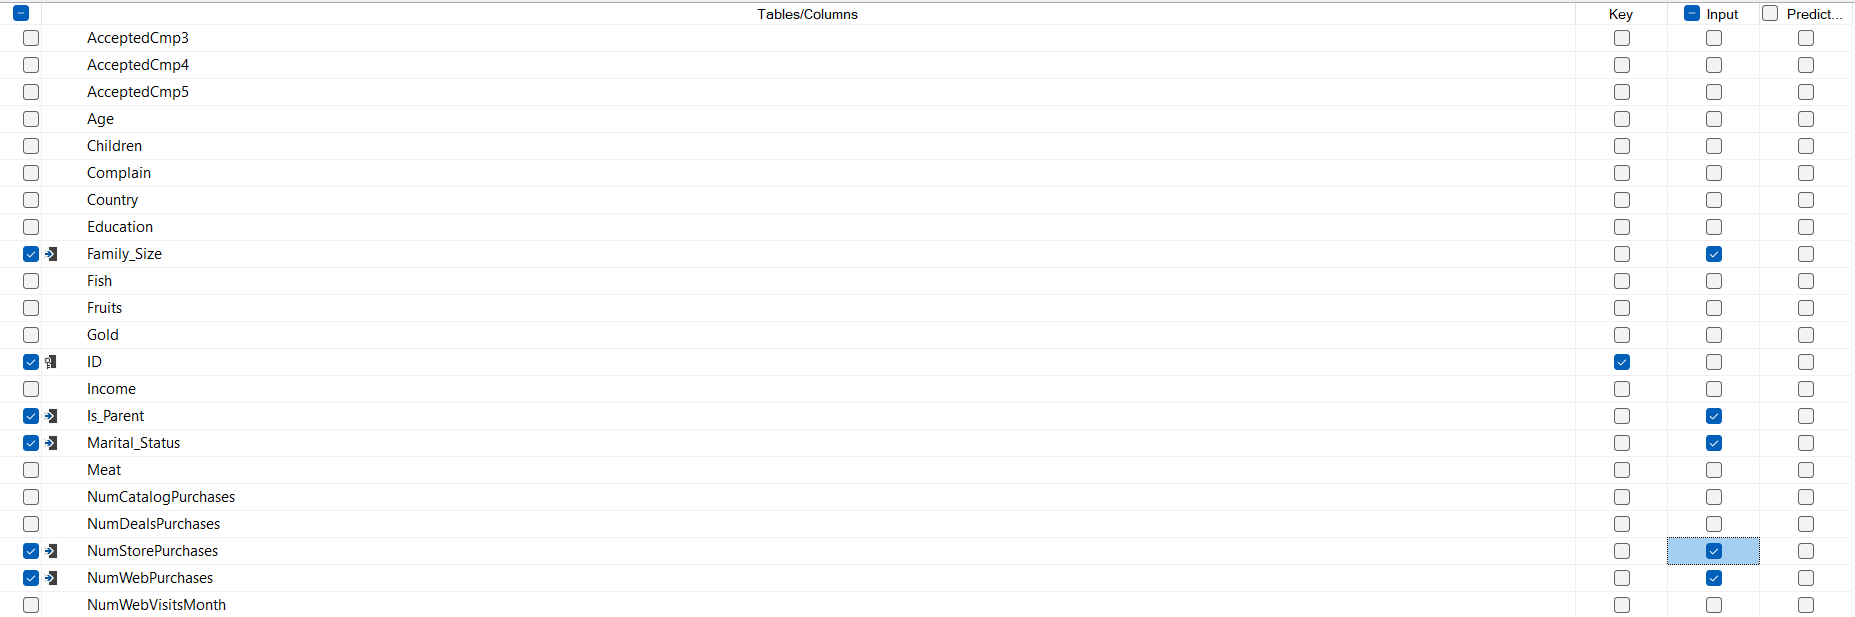 Tables/Columns Key Input Predict...
AcceptedCmp3
AcceptedCmp4
AcceptedCmp5
Age
Children
Complain
Country
Education
Family_Size
Fish
Fruits
Gold
ID
Income
Is_Parent
Marital_Status
Meat
NumCatalogPurchases
NumDealsPurchases
NumStorePurchases
NumWebPurchases
NumWebVisitsMonth